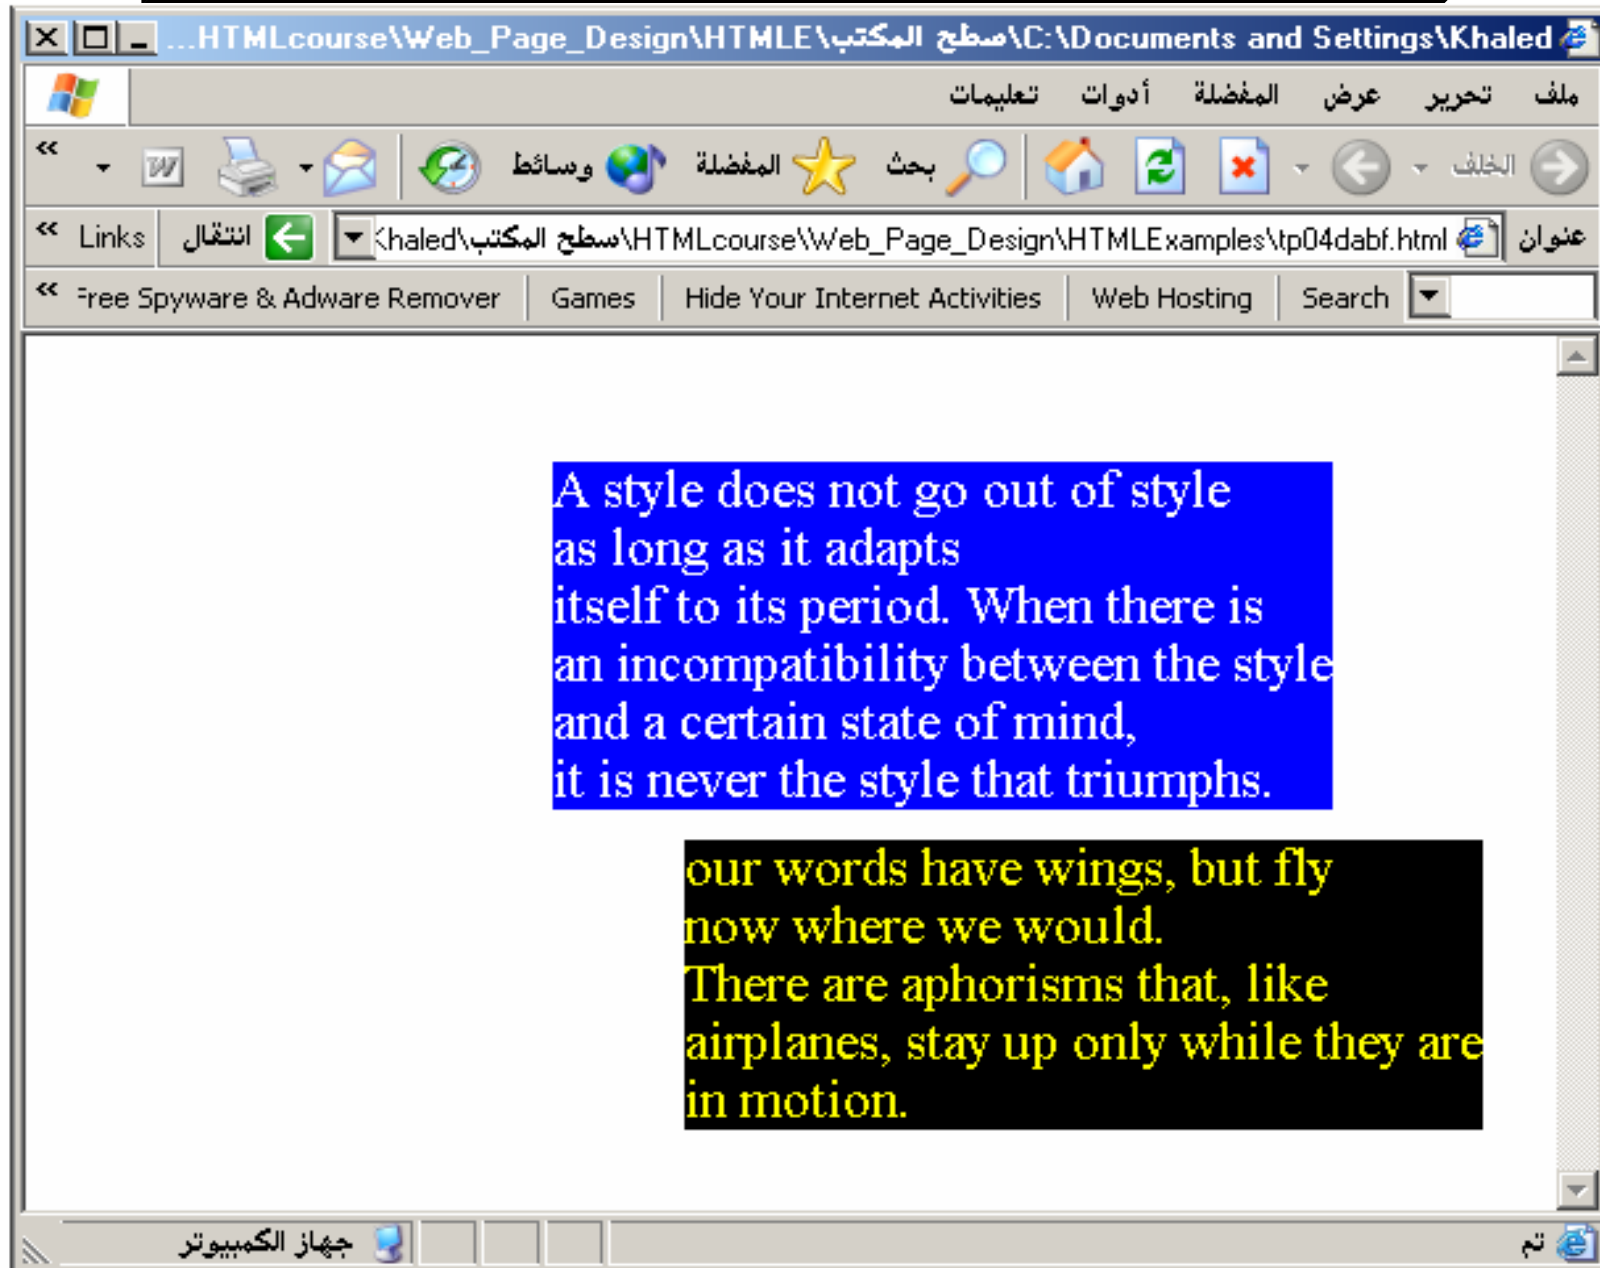 ...HTMLcourse\Web_Page_Design\HTMLE\سطح المكتب\C:\Documents and Settings\Khaled
ملف تحرير عرض المفضلة أدوات تعليمات
الخلف بحث المفضلة وسائط
عنوان Khaled\سطح المكتب\HTMLcourse\Web_Page_Design\HTMLExamples\tp04dabf.html انتقال Links
Search Web Hosting Hide Your Internet Activities Games Free Spyware & Adware Remover
A style does not go out of style
as long as it adapts
itself to its period. When there is
an incompatibility between the style
and a certain state of mind,
it is never the style that triumphs.
our words have wings, but fly
now where we would.
There are aphorisms that, like
airplanes, stay up only while they are
in motion.
تم جهاز الكمبيوتر